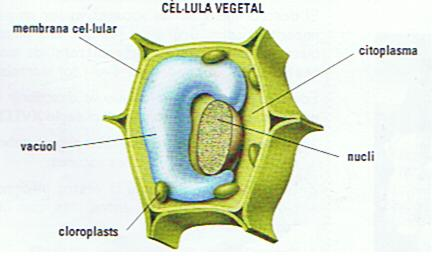 CÈL·LULA VEGETAL
membrana cel·lular
citoplasma
vacúol
nucli
cloroplasts